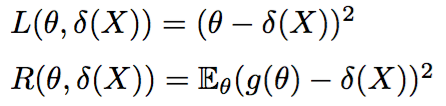 L(θ, δ(X)) = (θ − δ(X))²
R(θ, δ(X)) = 𝔼_θ(g(θ) − δ(X))²